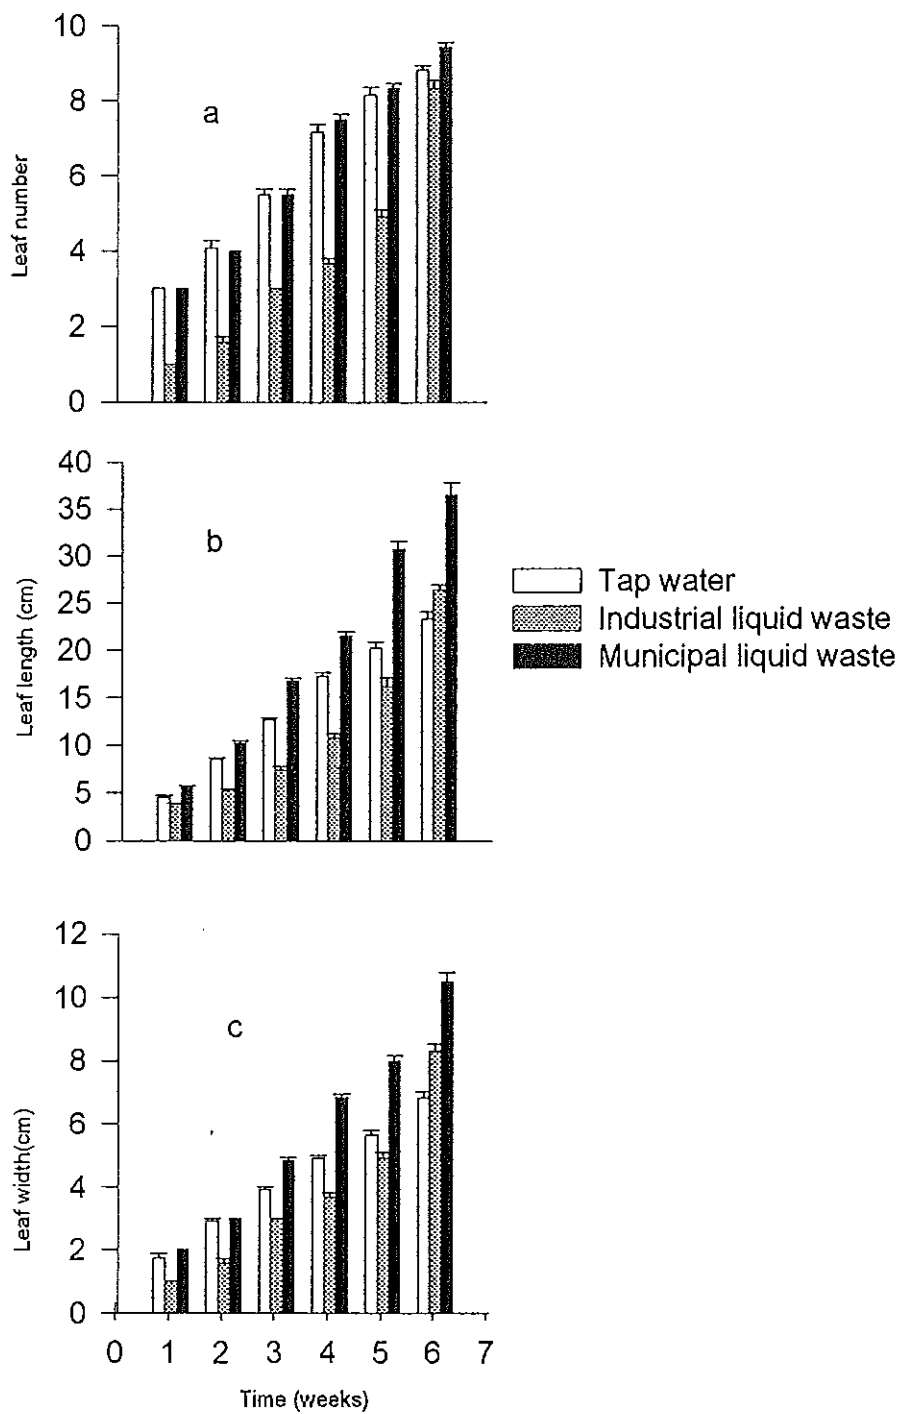 10
8
6
4
2
0
Leaf number
a
40
35
30
25
20
15
10
5
0
Leaf length (cm)
b
Tap water
Industrial liquid waste
Municipal liquid waste
12
10
8
6
4
2
0
Leaf width(cm)
c
0 1 2 3 4 5 6 7
Time (weeks)